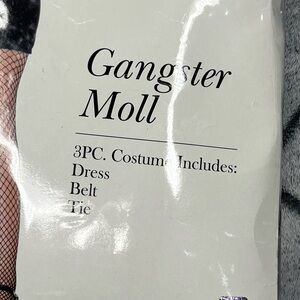 Gangster
Moll
3PC. Costume Includes:
Dress
Belt
Tie